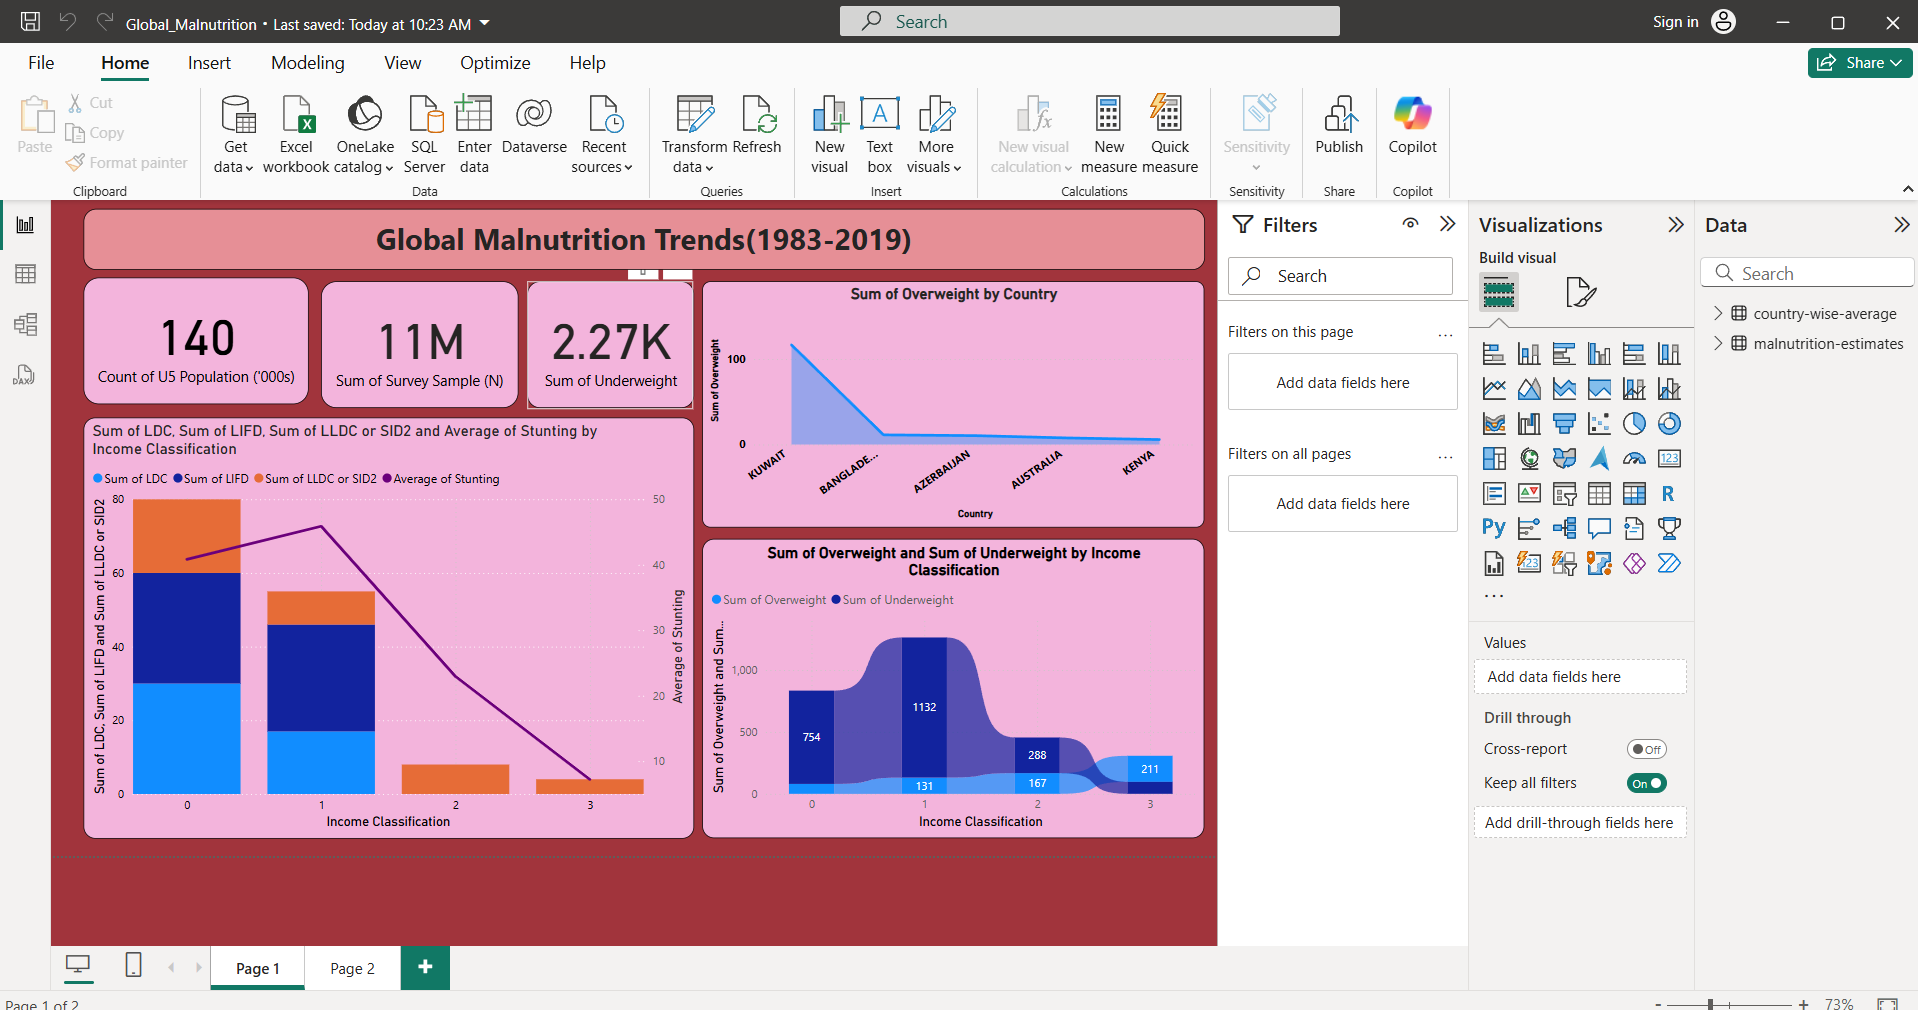 Global_Malnutrition • Last saved: Today at 10:23 AM
Search
Sign in
File Home Insert Modeling View Optimize Help
Share
Paste
Cut
Copy
Format painter
Clipboard
Get data
Excel workbook
OneLake catalog
SQL Server
Enter data
Dataverse
Recent sources
Data
Transform data
Refresh
Queries
New visual
Text box
More visuals
Insert
New visual calculation
New measure
Quick measure
Calculations
Sensitivity
Sensitivity
Publish
Share
Copilot
Copilot
Global Malnutrition Trends(1983-2019)
140
Count of U5 Population ('000s)
11M
Sum of Survey Sample (N)
2.27K
Sum of Underweight
Sum of Overweight by Country
Sum of Overweight
100
0
KUWAIT
BANGLADE...
AZERBAIJAN
AUSTRALIA
KENYA
Country
Sum of LDC, Sum of LIFD, Sum of LLDC or SID2 and Average of Stunting by
Income Classification
Sum of LDC Sum of LIFD Sum of LLDC or SID2 Average of Stunting
Sum of LDC, Sum of LIFD and Sum of LLDC or SID2
80
60
40
20
0
50
40
30
20
10
Average of Stunting
0 1 2 3
Income Classification
Sum of Overweight and Sum of Underweight by Income
Classification
Sum of Overweight Sum of Underweight
Sum of Overweight and Sum...
1,000
500
0
754
1132
131
288
167
211
0 1 2 3
Income Classification
Filters
Search
Filters on this page
...
Add data fields here
Filters on all pages
...
Add data fields here
Visualizations
Build visual
123
R
Py
123
...
Values
Add data fields here
Drill through
Cross-report
Off
Keep all filters
On
Add drill-through fields here
Data
Search
country-wise-average
malnutrition-estimates
DAX
Page 1
Page 2
+
Page 1 of 2
- + 73%